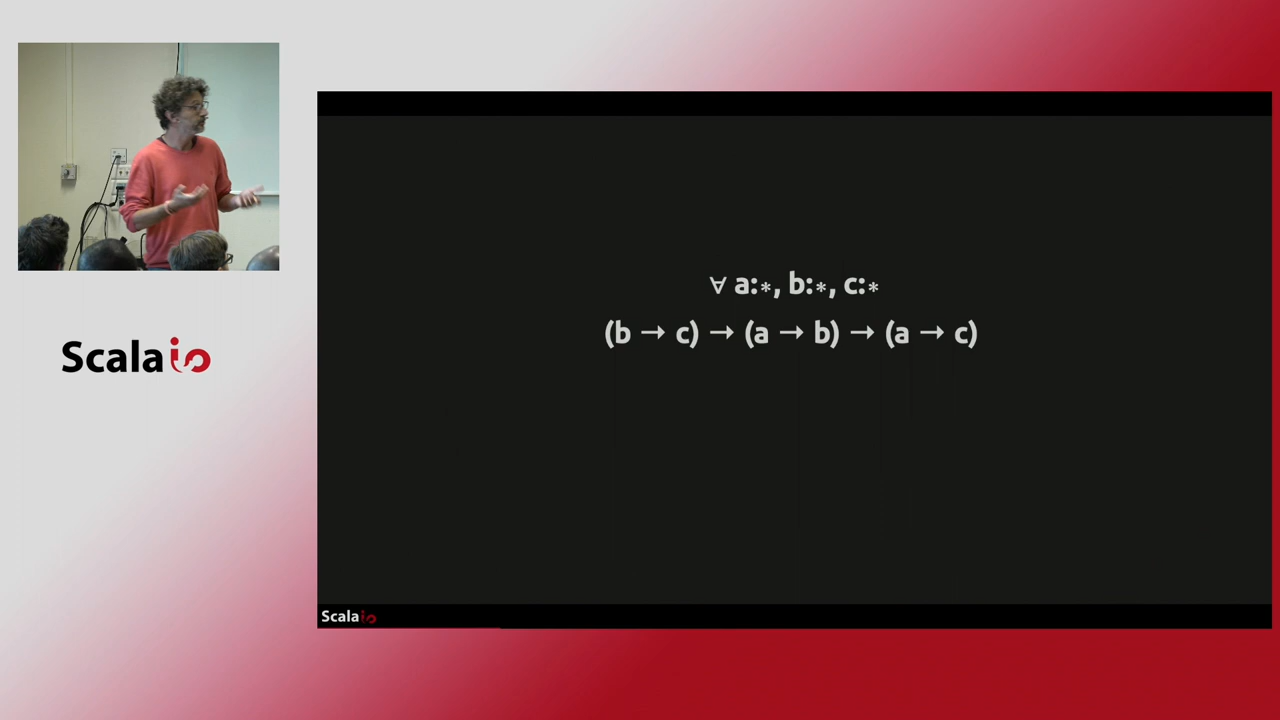 ∀ a:*, b:*, c:*
(b → c) → (a → b) → (a → c)
Scalaio
Scalaio